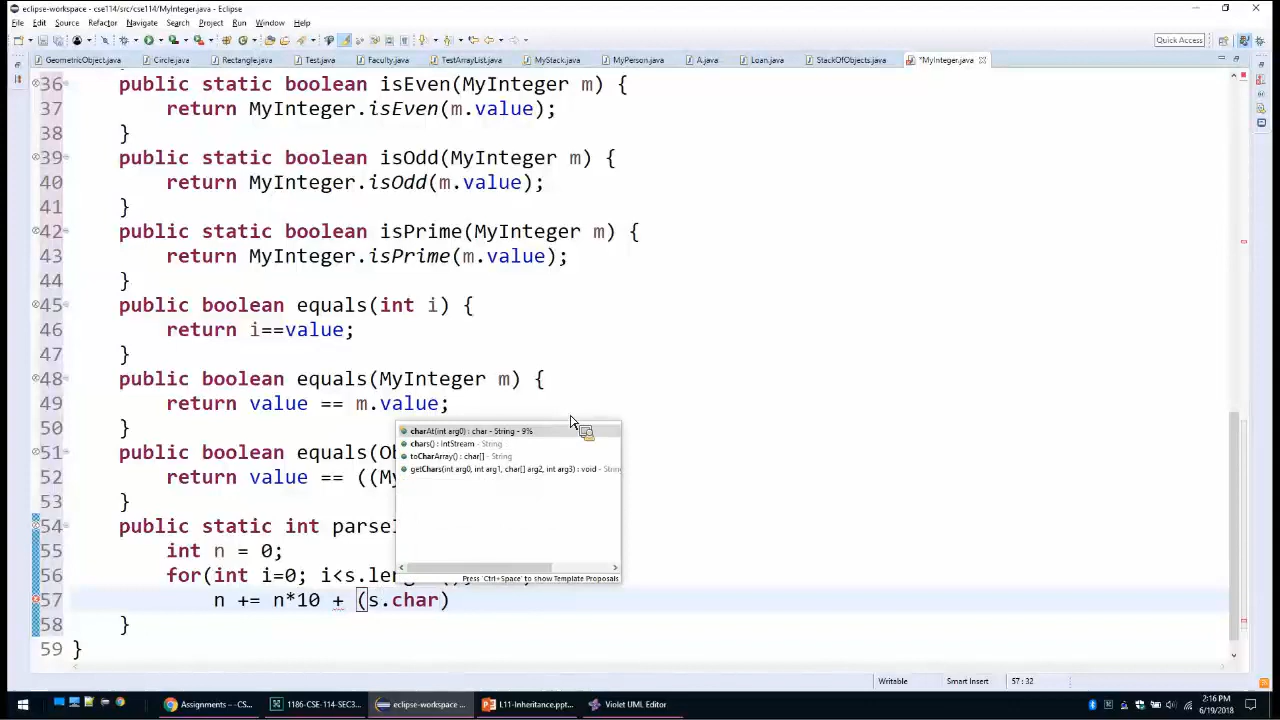 eclipse-workspace - cse114/src/cse114/MyInteger.java - Eclipse
File Edit Source Refactor Navigate Search Project Run Window Help
Quick Access
GeometricObject.java Circle.java Rectangle.java Test.java Faculty.java TestArrayList.java MyStack.java MyPerson.java A.java Loan.java StackOfObjects.java *MyInteger.java
36 public static boolean isEven(MyInteger m) {
37 return MyInteger.isEven(m.value);
38 }
39 public static boolean isOdd(MyInteger m) {
40 return MyInteger.isOdd(m.value);
41 }
42 public static boolean isPrime(MyInteger m) {
43 return MyInteger.isPrime(m.value);
44 }
45 public boolean equals(int i) {
46 return i==value;
47 }
48 public boolean equals(MyInteger m) {
49 return value == m.value;
50 }
51 public boolean equals(Ob
52 return value == ((My
53 }
54 public static int parseI
55 int n = 0;
56 for(int i=0; i<s.leng
57 n += n*10 + (s.char)
58 }
59 }
charAt(int arg0) : char - String - 9%
chars() : IntStream - String
toCharArray() : char[] - String
getChars(int arg0, int arg1, char[] arg2, int arg3) : void - Strin
Press 'Ctrl+Space' to show Template Proposals
Writable Smart Insert 57 : 32
Assignments -- CS... 1186-CSE-114-SEC3... eclipse-workspace ... L11-Inheritance.ppt... Violet UML Editor
2:16 PM
6/19/2018